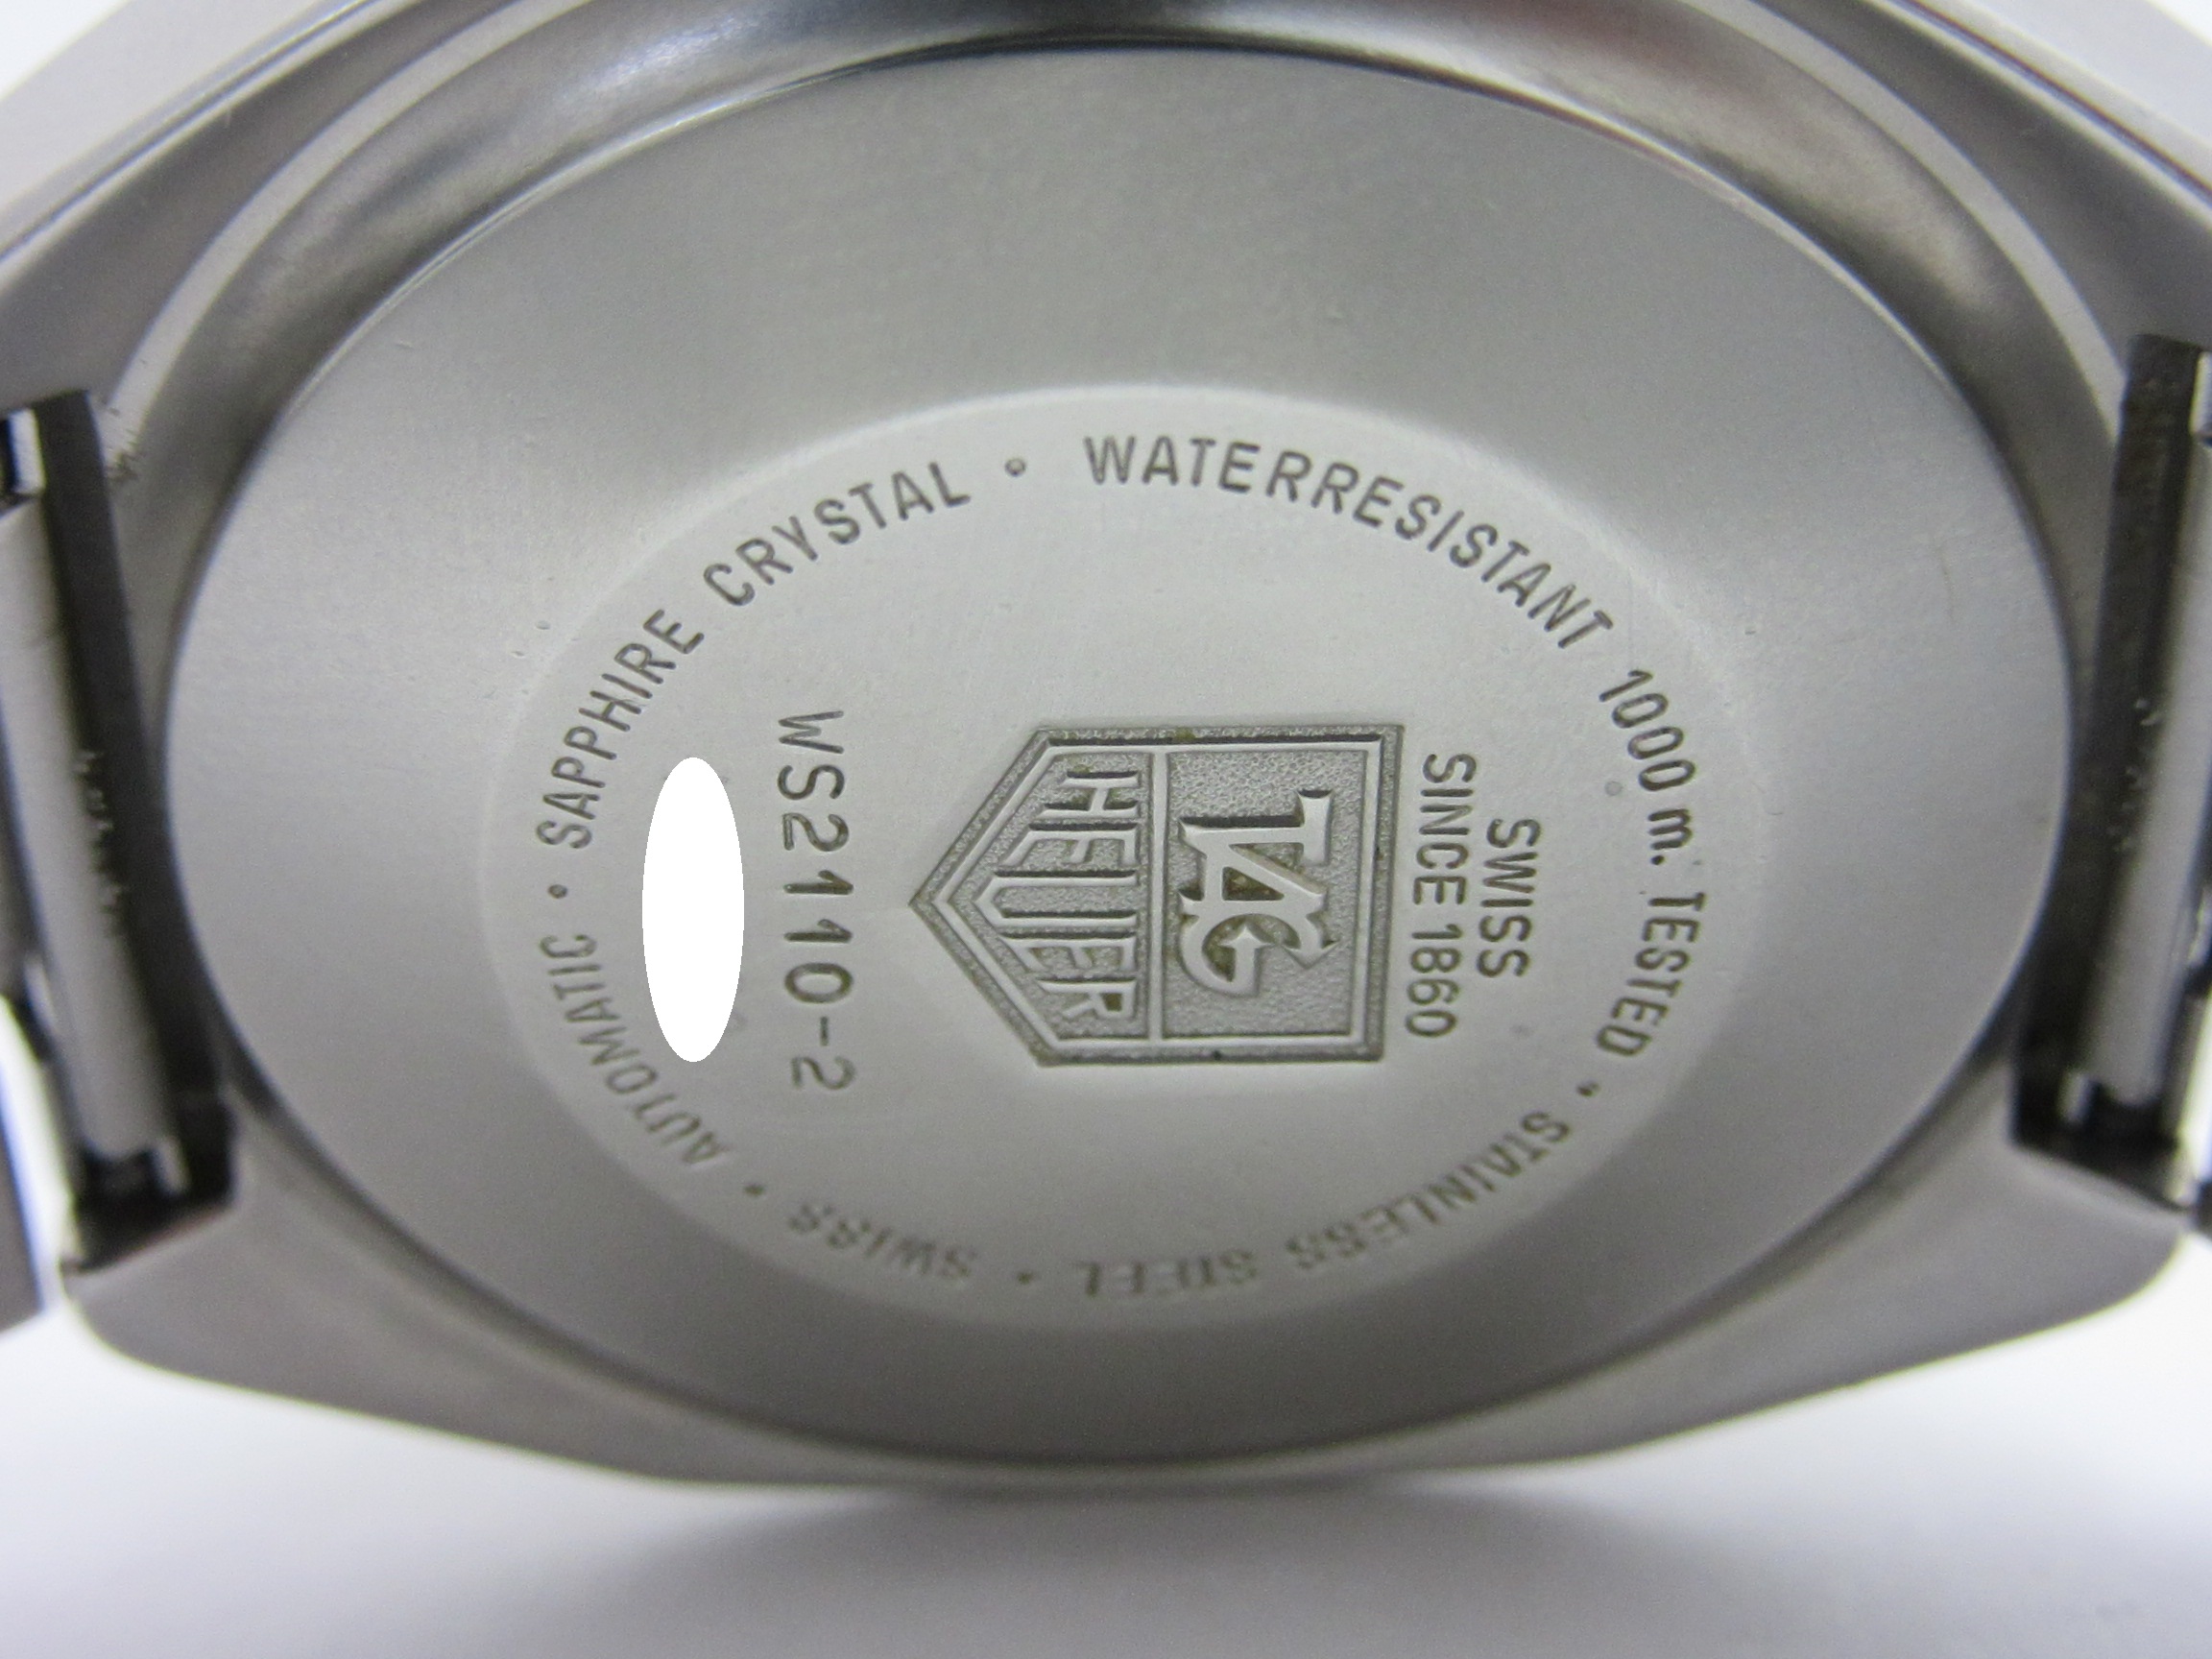 SWISS
SINCE 1860
TAG
HEUER
WS2110-2
• SAPPHIRE CRYSTAL • WATERRESISTANT 1000 m. TESTED • STAINLESS STEEL • SWISS • AUTOMATIC